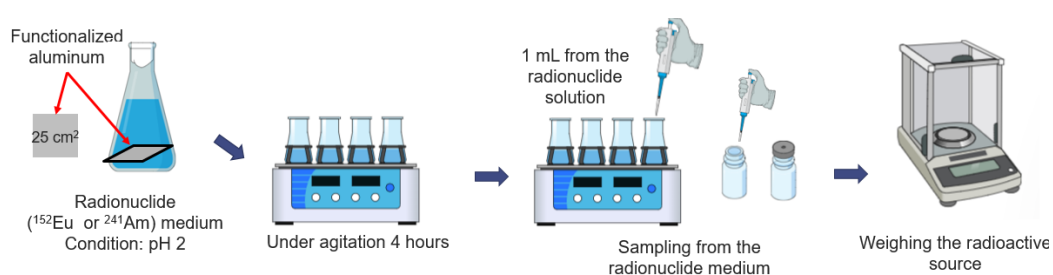 Functionalized
aluminum
25 cm²
Radionuclide
(¹⁵²Eu or ²⁴¹Am) medium
Condition: pH 2
Under agitation 4 hours
1 mL from the
radionuclide
solution
Sampling from the
radionuclide medium
Weighing the radioactive
source